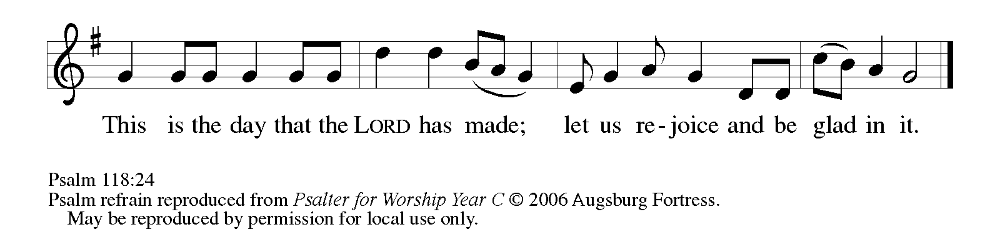 This is the day that the LORD has made; let us re-joice and be glad in it.
Psalm 118:24
Psalm refrain reproduced from Psalter for Worship Year C © 2006 Augsburg Fortress.
May be reproduced by permission for local use only.